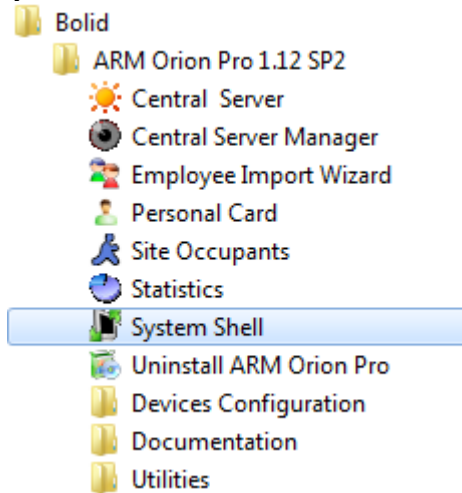 Bolid
ARM Orion Pro 1.12 SP2
Central Server
Central Server Manager
Employee Import Wizard
Personal Card
Site Occupants
Statistics
System Shell
Uninstall ARM Orion Pro
Devices Configuration
Documentation
Utilities